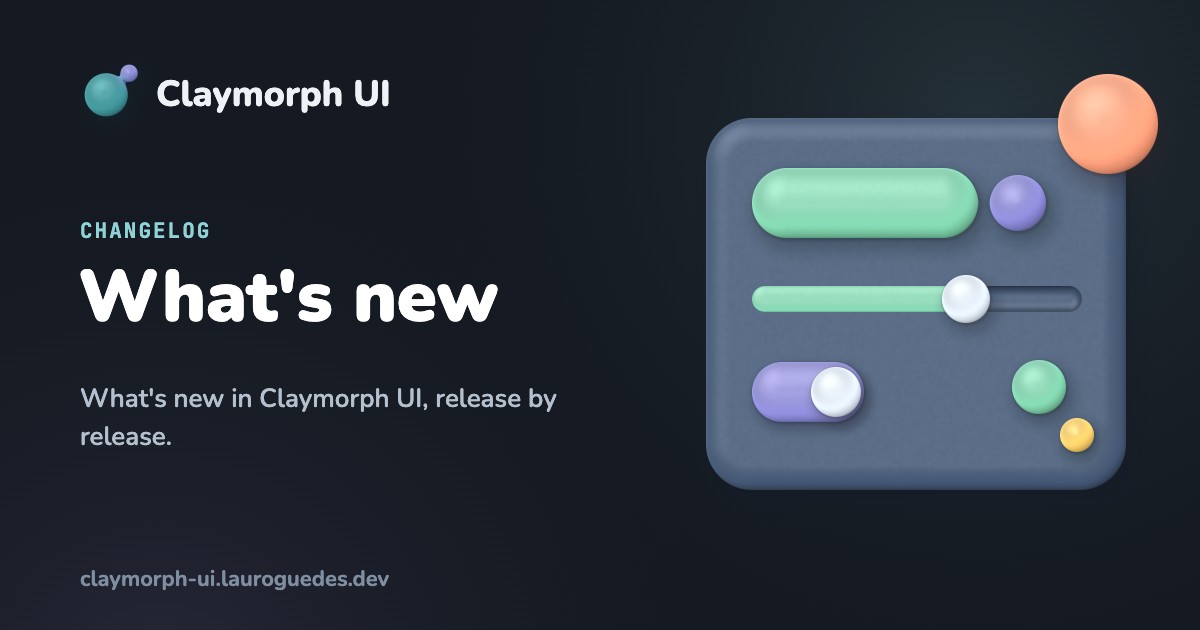 Claymorph UI
CHANGELOG
What's new
What's new in Claymorph UI, release by
release.
claymorph-ui.lauroguedes.dev